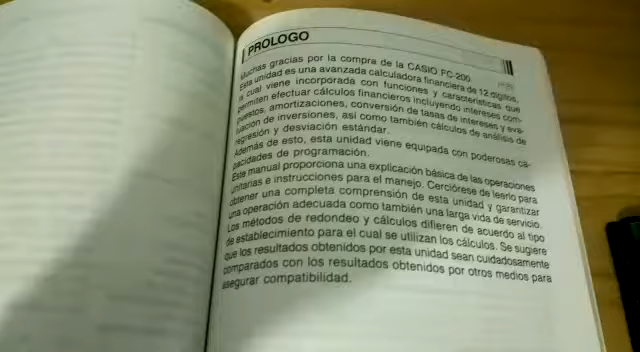 PROLOGO
Muchas gracias por la compra de la CASIO FC-200.
Esta unidad es una avanzada calculadora financiera de 12 dígitos,
la cual viene incorporada con funciones y características que
permiten efectuar cálculos financieros incluyendo intereses com-
puestos, amortizaciones, conversión de tasas de intereses y eva-
luación de inversiones, así como también cálculos de análisis de
regresión y desviación estándar.
Además de esto, esta unidad viene equipada con poderosas ca-
pacidades de programación.
Este manual proporciona una explicación básica de las operaciones
unitarias e instrucciones para el manejo. Cerciórese de leerlo para
obtener una completa comprensión de esta unidad y garantizar
una operación adecuada como también una larga vida de servicio.
Los métodos de redondeo y cálculos difieren de acuerdo al tipo
de establecimiento para el cual se utilizan los cálculos. Se sugiere
que los resultados obtenidos por esta unidad sean cuidadosamente
comparados con los resultados obtenidos por otros medios para
asegurar compatibilidad.